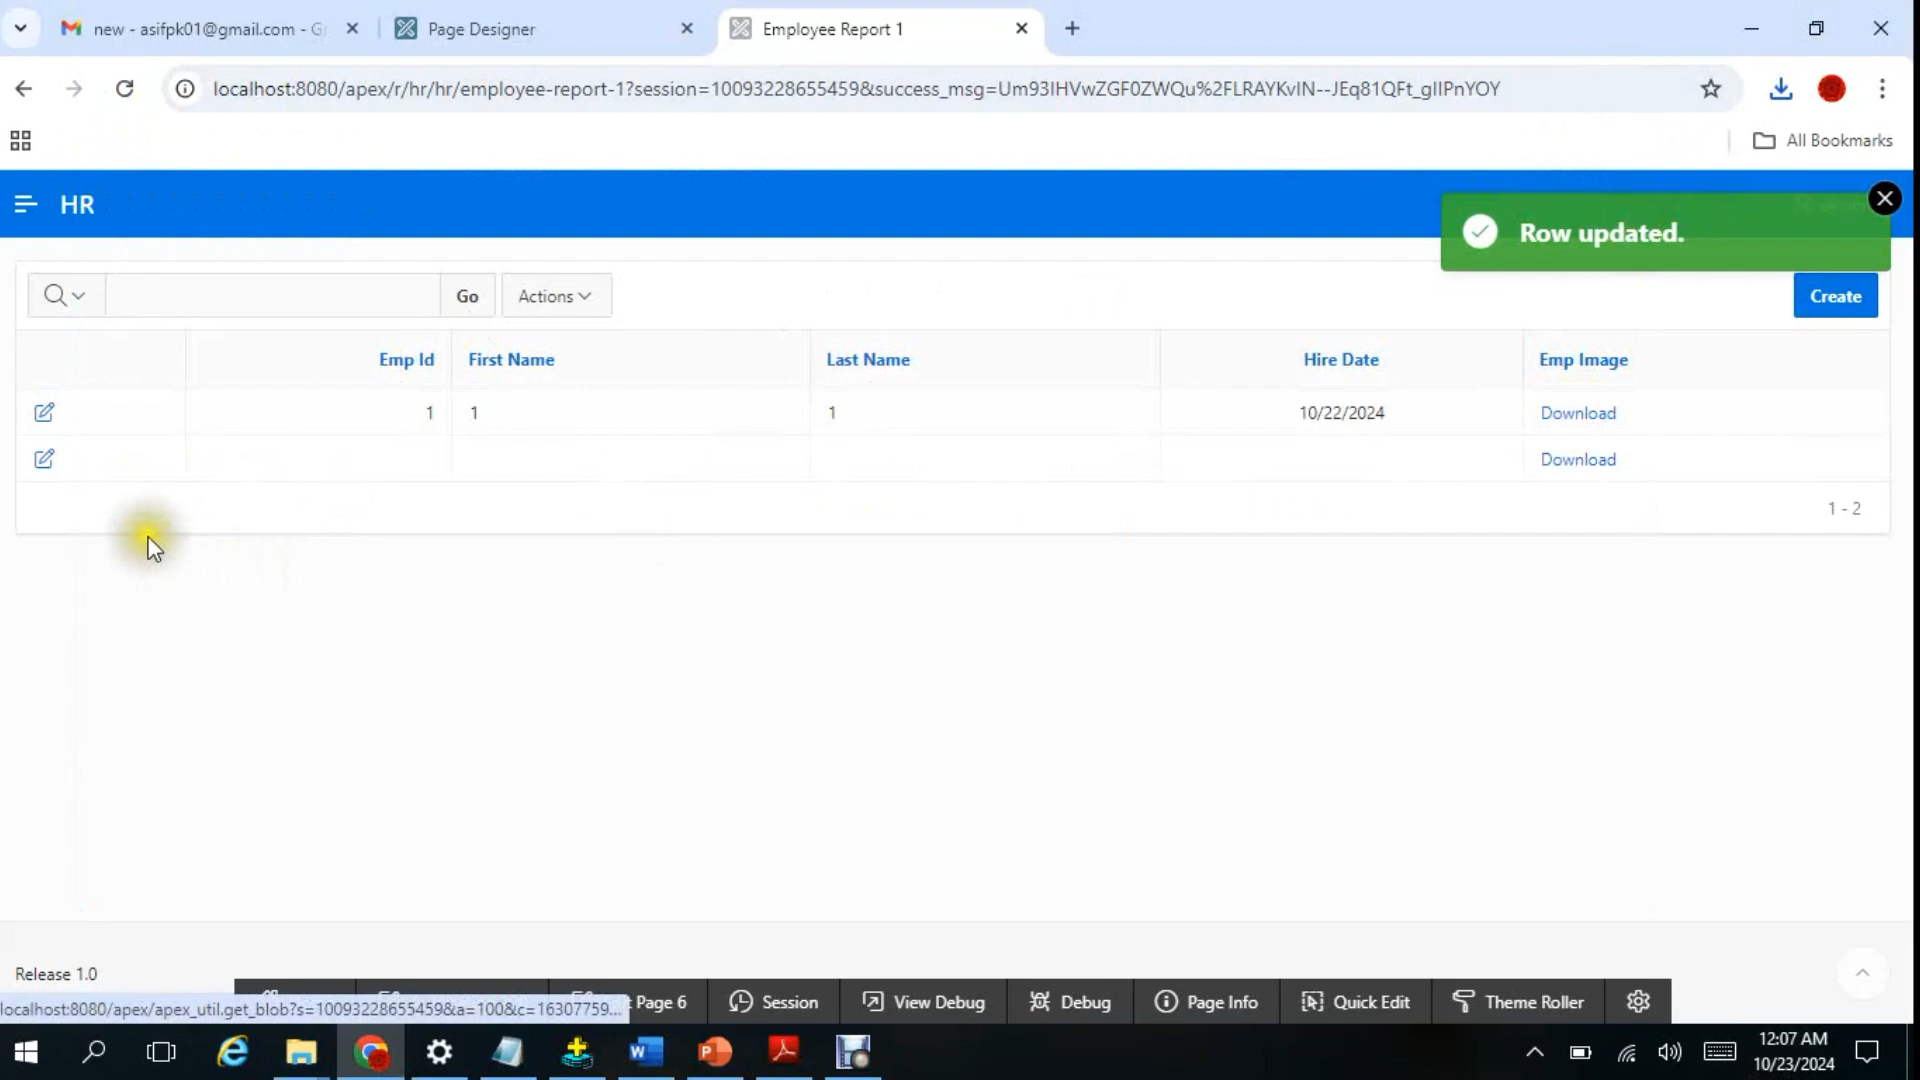 new - asifpk01@gmail.com - Gr
Page Designer
Employee Report 1
localhost:8080/apex/r/hr/hr/employee-report-1?session=10093228655459&success_msg=Um93IHVwZGF0ZWQu%2FLRAYKvIN--JEq81QFt_gIIPnYOY
All Bookmarks
HR
Row updated.
Go
Actions
Create
Emp Id
First Name
Last Name
Hire Date
Emp Image
1
1
1
10/22/2024
Download
Download
1 - 2
Release 1.0
localhost:8080/apex/apex_util.get_blob?s=10093228655459&a=100&c=16307759...
Page 6
Session
View Debug
Debug
Page Info
Quick Edit
Theme Roller
12:07 AM
10/23/2024